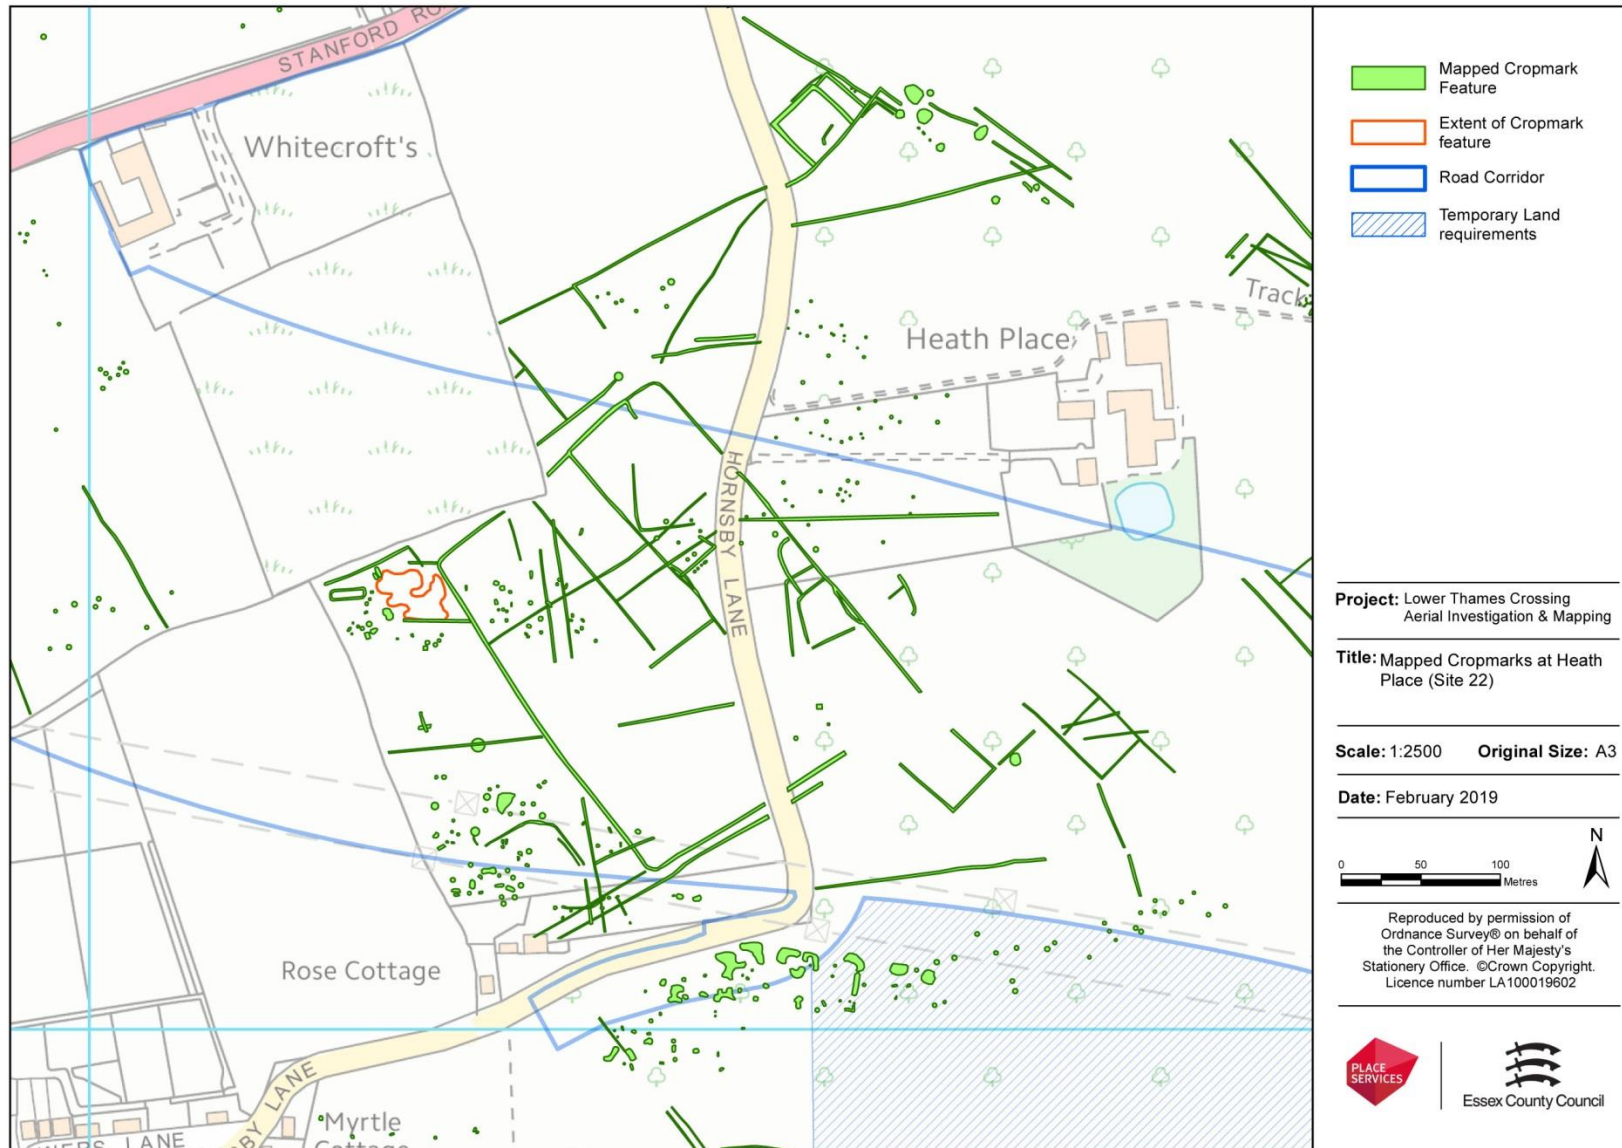 STANFORD RO
Whitecroft's
Heath Place
Track
HORNSBY LANE
Rose Cottage
BY LANE
Myrtle
Cottage
NERS LANE
Mapped Cropmark
Feature
Extent of Cropmark
feature
Road Corridor
Temporary Land
requirements
Project: Lower Thames Crossing
Aerial Investigation & Mapping
Title: Mapped Cropmarks at Heath
Place (Site 22)
Scale: 1:2500 Original Size: A3
Date: February 2019
N
0 50 100
Metres
Reproduced by permission of
Ordnance Survey® on behalf of
the Controller of Her Majesty's
Stationery Office. ©Crown Copyright.
Licence number LA100019602
PLACE
SERVICES
Essex County Council